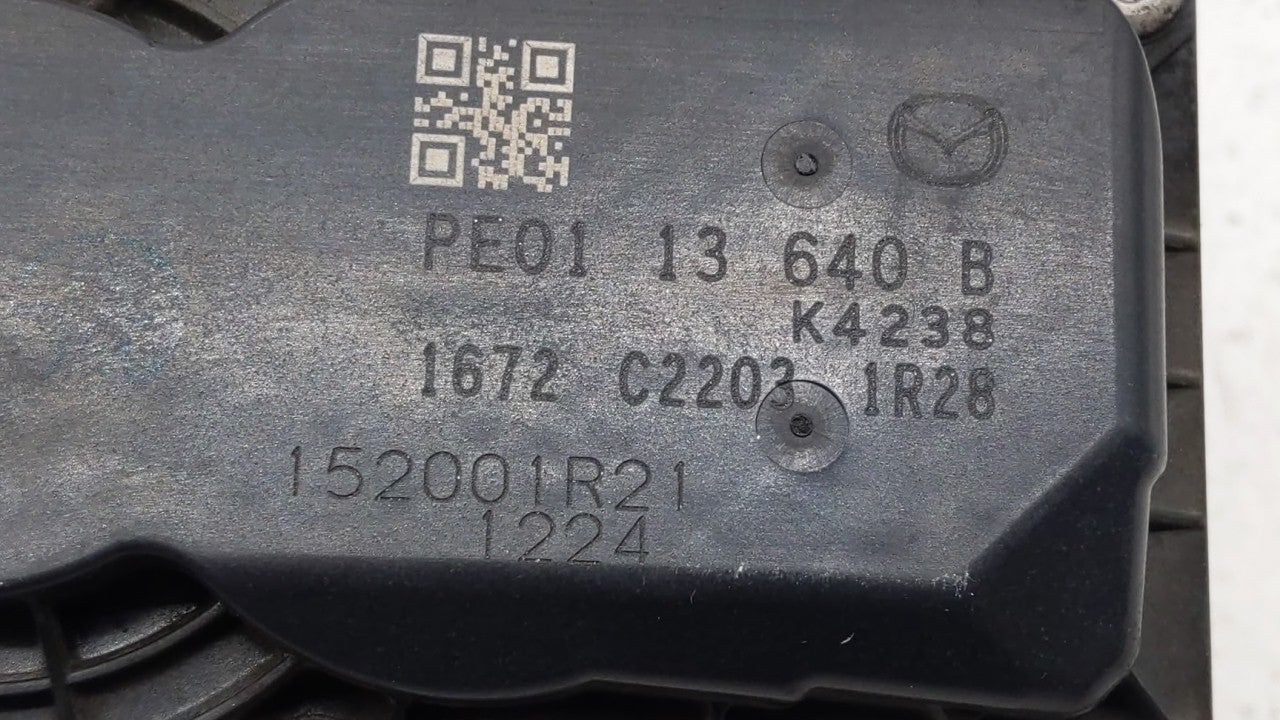 PE01 13 640 B
K4238
1672 C2203 1R28
152001R21
1224